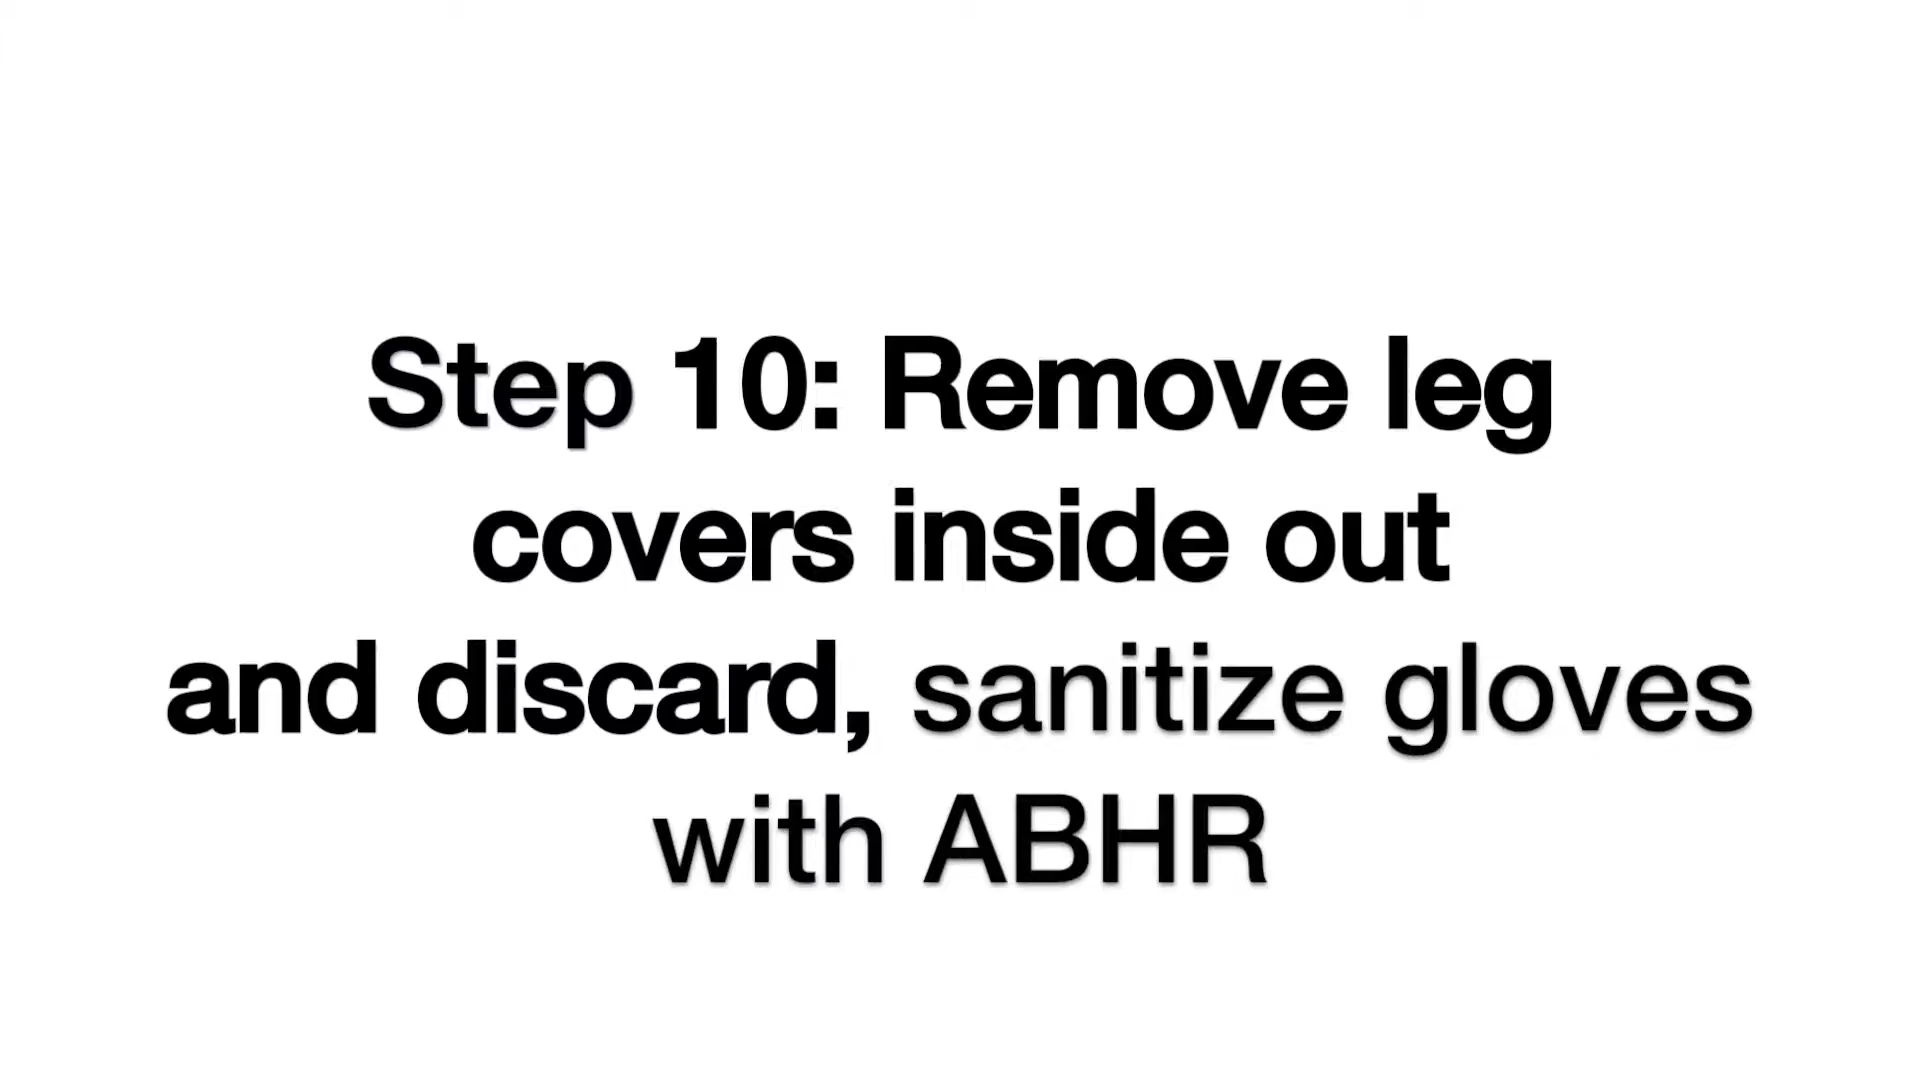 Step 10: Remove leg
covers inside out
and discard, sanitize gloves
with ABHR